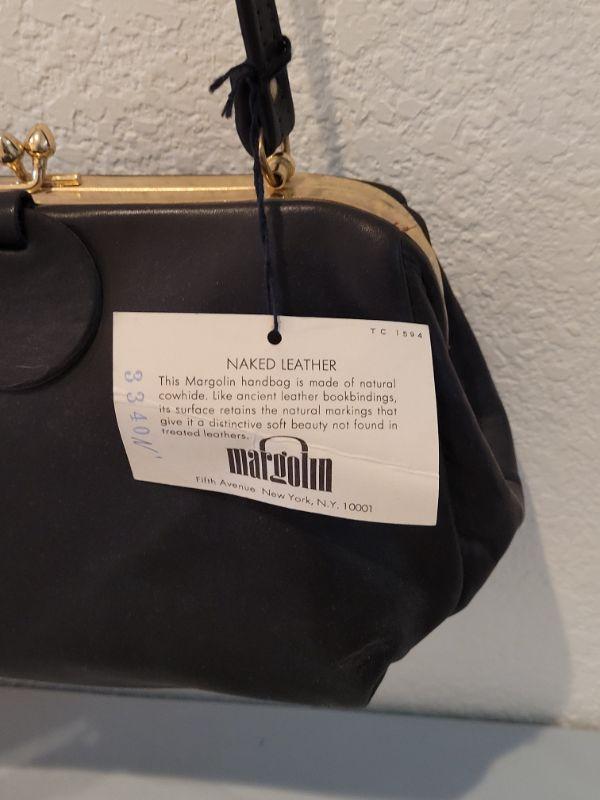 TC 1594
NAKED LEATHER
This Margolin handbag is made of natural
cowhide. Like ancient leather bookbindings,
its surface retains the natural markings that
give it a distinctive soft beauty not found in
treated leathers.
margolin
Fifth Avenue New York, N.Y. 10001
3340N'